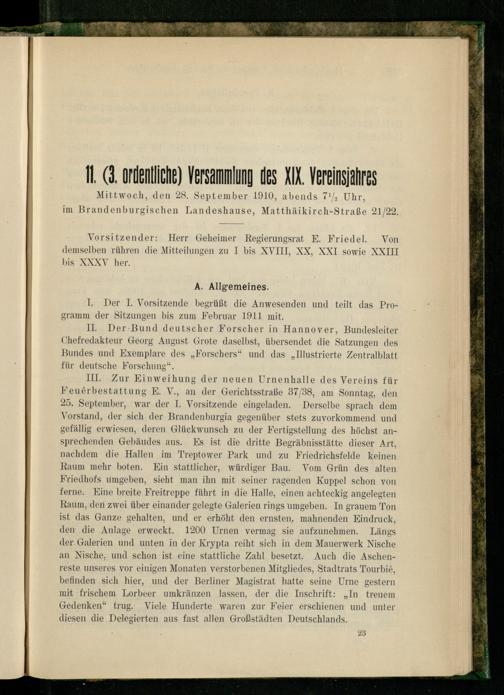 11. (3. ordentliche) Versammlung des XIX. Vereinsjahres
Mittwoch, den 28. September 1910, abends 7½ Uhr,
im Brandenburgischen Landeshause, Matthäikirch-Straße 21/22.
Vorsitzender: Herr Geheimer Regierungsrat E. Friedel. Von
demselben rühren die Mitteilungen zu I bis XVIII, XX, XXI sowie XXIII
bis XXXV her.
A. Allgemeines.
I. Der I. Vorsitzende begrüßt die Anwesenden und teilt das Pro-
gramm der Sitzungen bis zum Februar 1911 mit.
II. Der Bund deutscher Forscher in Hannover, Bundesleiter
Chefredakteur Georg August Grote daselbst, übersendet die Satzungen des
Bundes und Exemplare des „Forschers“ und das „Illustrierte Zentralblatt
für deutsche Forschung“.
III. Zur Einweihung der neuen Urnenhalle des Vereins für
Feuerbestattung E. V., an der Gerichtsstraße 37/38, am Sonntag, den
25. September, war der I. Vorsitzende eingeladen. Derselbe sprach dem
Vorstand, der sich der Brandenburgia gegenüber stets zuvorkommend und
gefällig erwiesen, deren Glückwunsch zu der Fertigstellung des höchst an-
sprechenden Gebäudes aus. Es ist die dritte Begräbnisstätte dieser Art,
nachdem die Hallen im Treptower Park und zu Friedrichsfelde keinen
Raum mehr boten. Ein stattlicher, würdiger Bau. Vom Grün des alten
Friedhofs umgeben, sieht man ihn mit seiner ragenden Kuppel schon von
ferne. Eine breite Freitreppe führt in die Halle, einen achteckig angelegten
Raum, den zwei über einander gelegte Galerien rings umgeben. In grauem Ton
ist das Ganze gehalten, und er erhöht den ernsten, mahnenden Eindruck,
den die Anlage erweckt. 1200 Urnen vermag sie aufzunehmen. Längs
der Galerien und unten in der Krypta reiht sich in dem Mauerwerk Nische
an Nische, und schon ist eine stattliche Zahl besetzt. Auch die Aschen-
reste unseres vor einigen Monaten verstorbenen Mitgliedes, Stadtrats Tourbié,
befinden sich hier, und der Berliner Magistrat hatte seine Urne gestern
mit frischem Lorbeer umkränzen lassen, der die Inschrift: „In treuem
Gedenken“ trug. Viele Hunderte waren zur Feier erschienen und unter
diesen die Delegierten aus fast allen Großstädten Deutschlands.
23